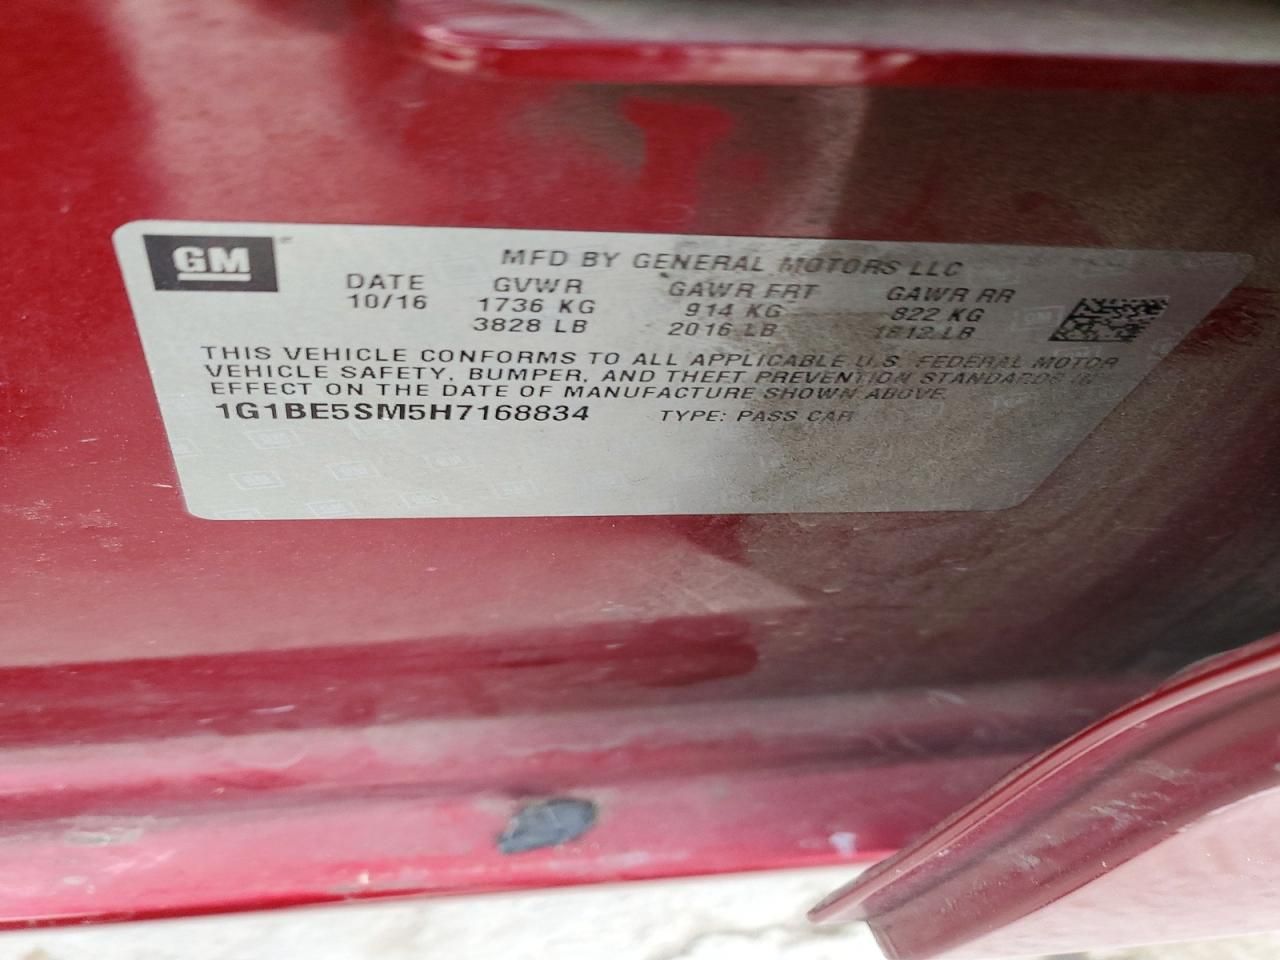 GM
MFD BY GENERAL MOTORS LLC
DATE GVWR GAWR FRT GAWR RR
10/16 1736 KG 914 KG 822 KG
3828 LB 2016 LB 1812 LB
THIS VEHICLE CONFORMS TO ALL APPLICABLE U.S. FEDERAL MOTOR
VEHICLE SAFETY, BUMPER, AND THEFT PREVENTION STANDARDS IN
EFFECT ON THE DATE OF MANUFACTURE SHOWN ABOVE.
1G1BE5SM5H7168834 TYPE: PASS CAR